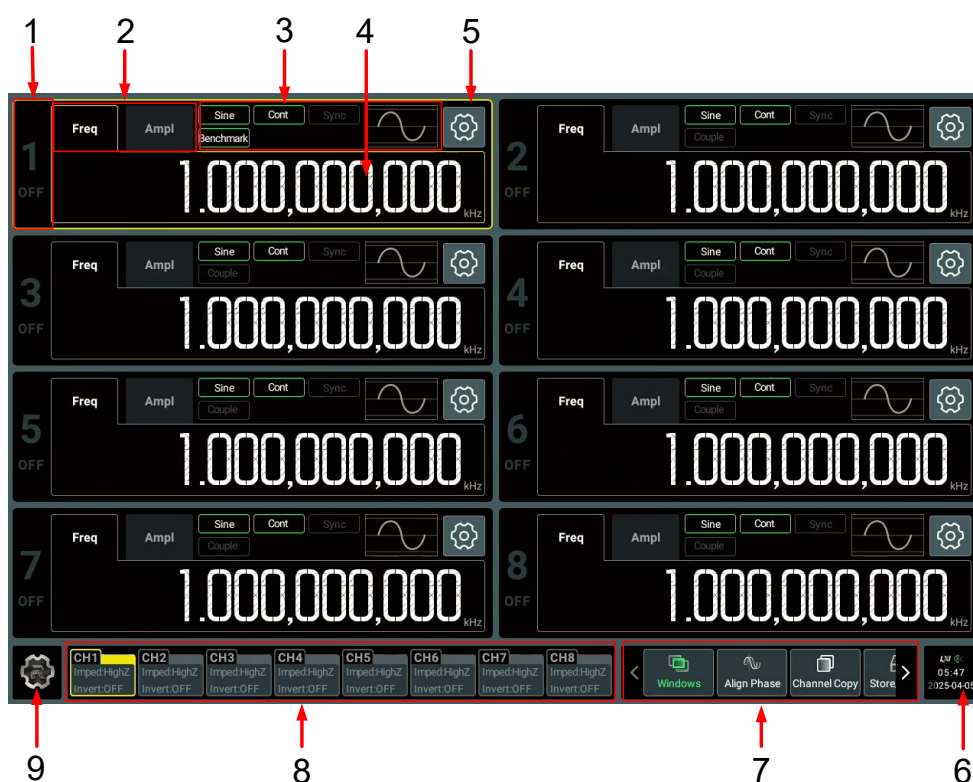 1 2 3 4 5
Freq Ampl Sine Cont Sync
Benchmark
1 OFF 1.000,000,000 kHz
Freq Ampl Sine Cont Sync
Couple
2 OFF 1.000,000,000 kHz
Freq Ampl Sine Cont Sync
Couple
3 OFF 1.000,000,000 kHz
Freq Ampl Sine Cont Sync
Couple
4 OFF 1.000,000,000 kHz
Freq Ampl Sine Cont Sync
Couple
5 OFF 1.000,000,000 kHz
Freq Ampl Sine Cont Sync
Couple
6 OFF 1.000,000,000 kHz
Freq Ampl Sine Cont Sync
Couple
7 OFF 1.000,000,000 kHz
Freq Ampl Sine Cont Sync
Couple
8 OFF 1.000,000,000 kHz
CH1 CH2 CH3 CH4 CH5 CH6 CH7 CH8
Imped:HighZ Imped:HighZ Imped:HighZ Imped:HighZ Imped:HighZ Imped:HighZ Imped:HighZ Imped:HighZ
Invert:OFF Invert:OFF Invert:OFF Invert:OFF Invert:OFF Invert:OFF Invert:OFF Invert:OFF
Windows Align Phase Channel Copy Store
LXI
05:47
2025-04-05
9 8 7 6